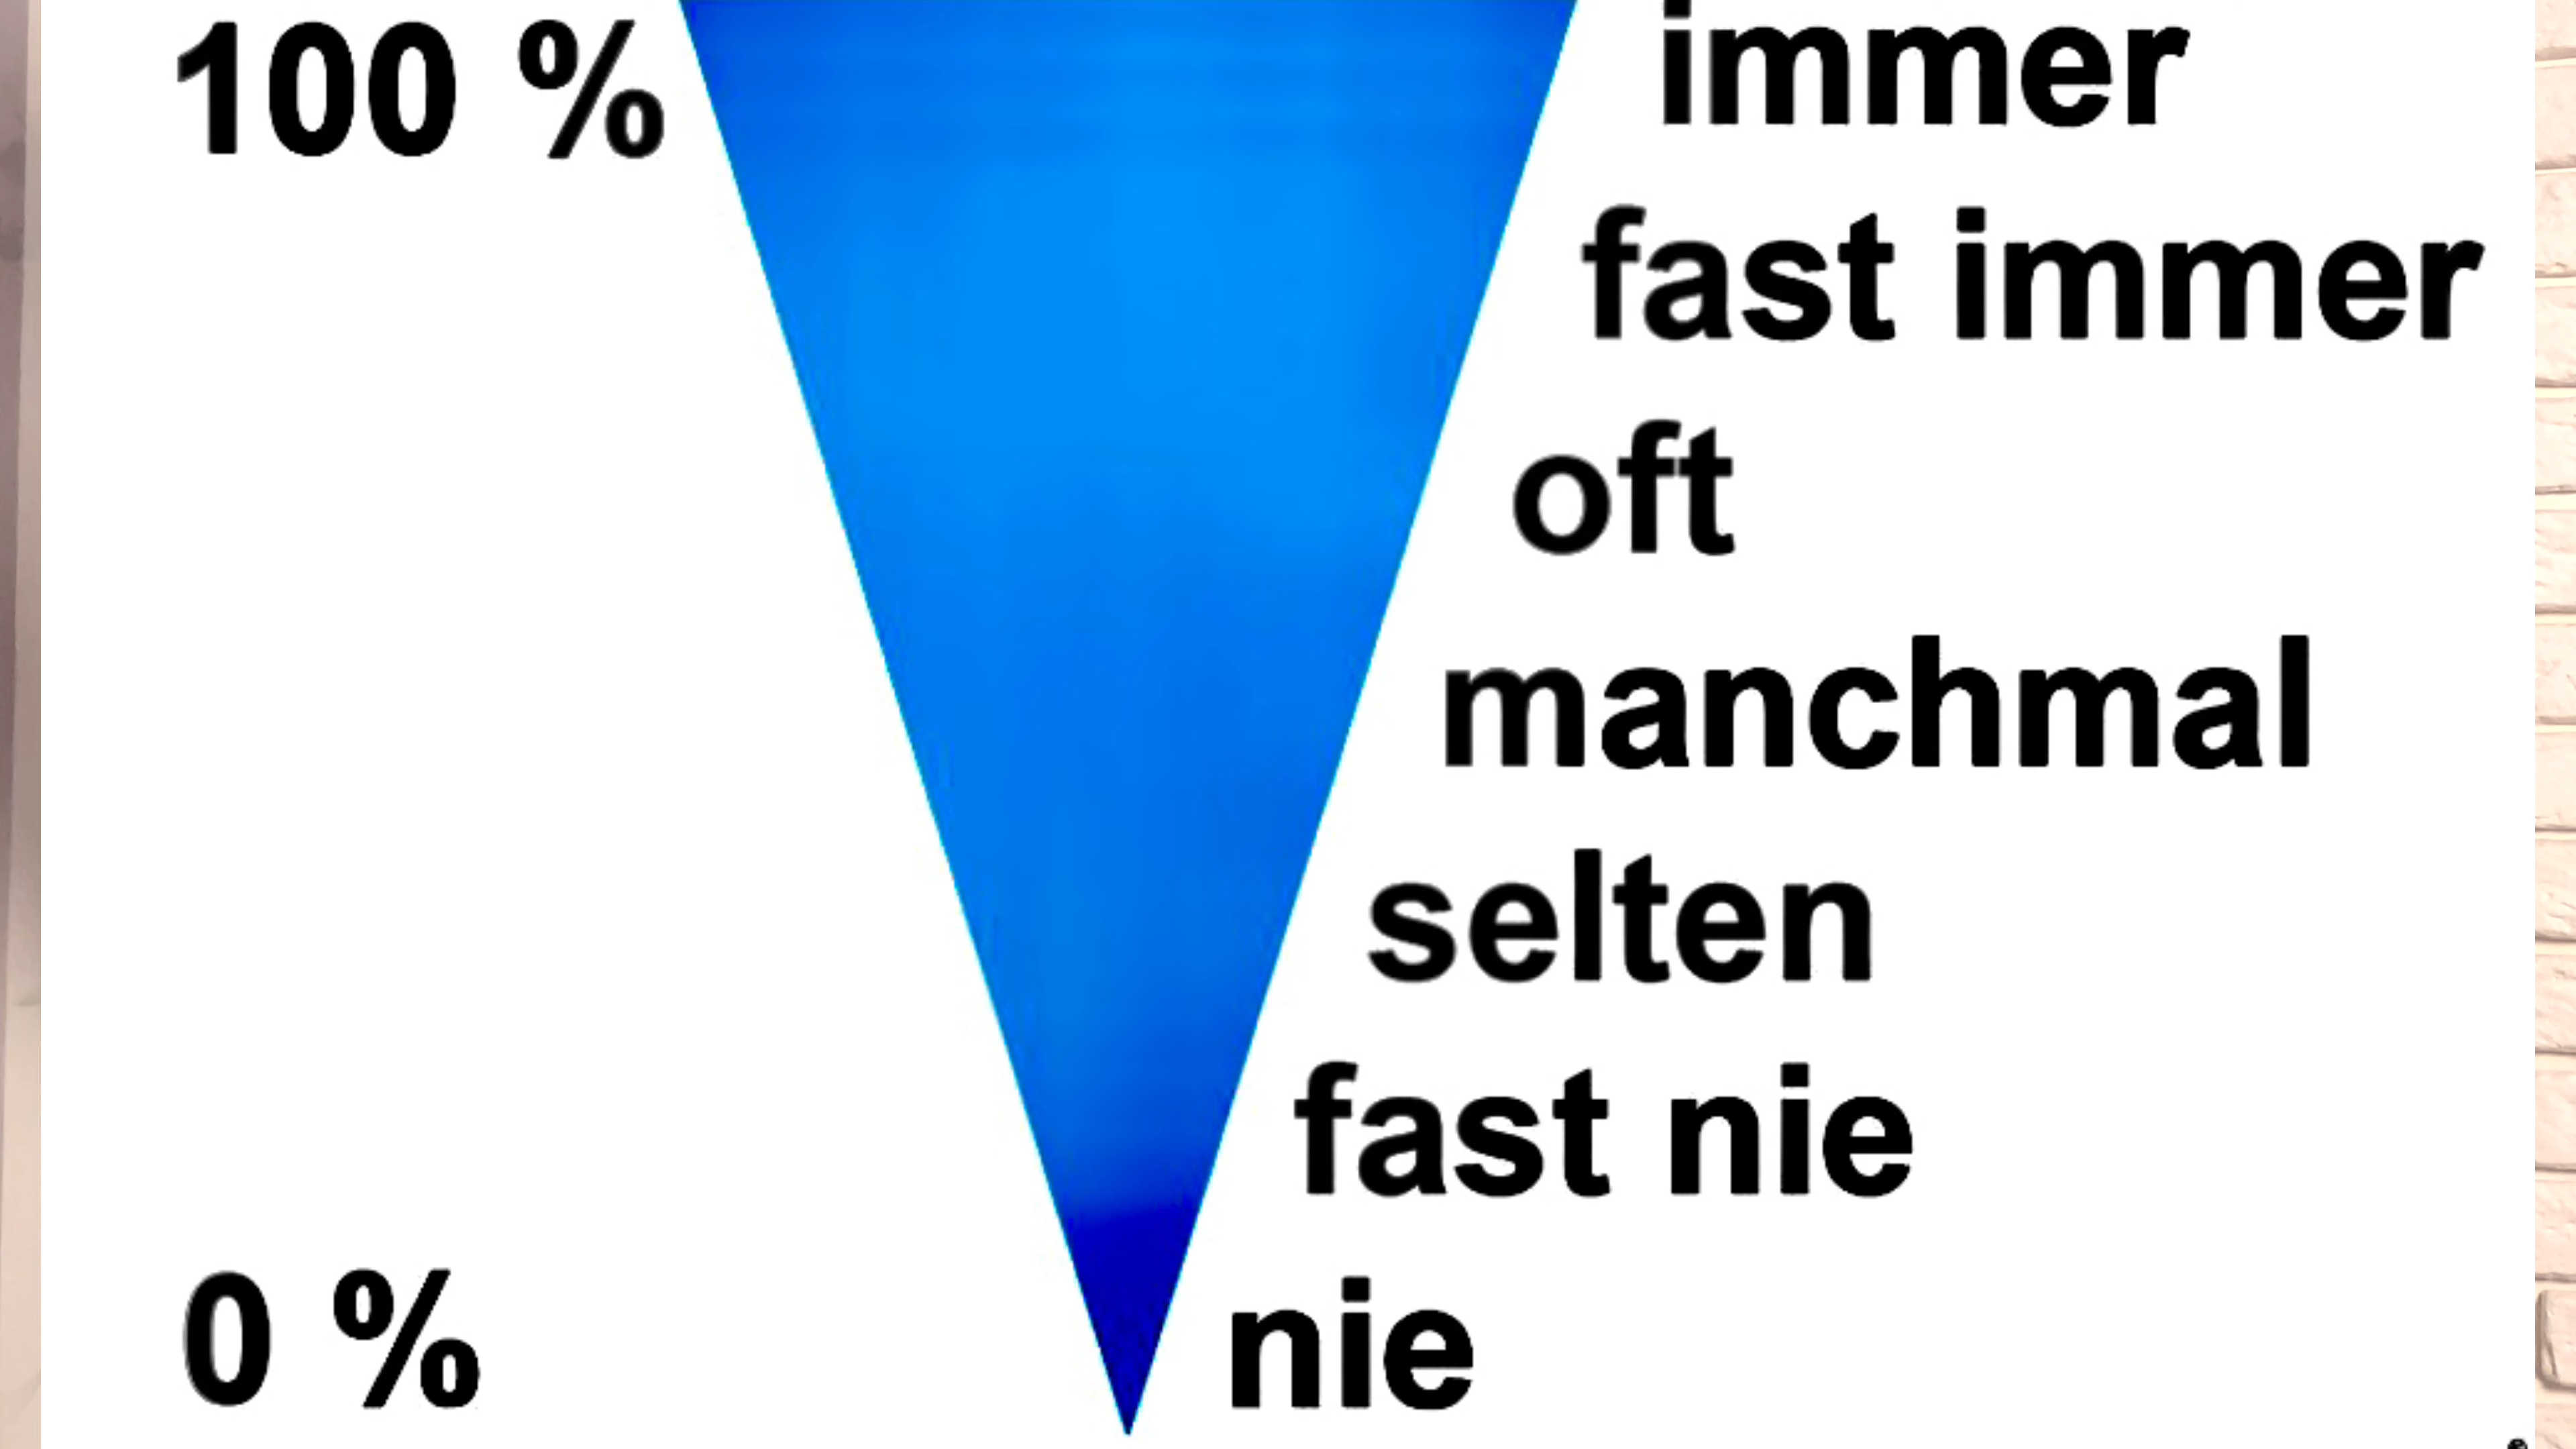 100 % immer
fast immer
oft
manchmal
selten
fast nie
0 % nie